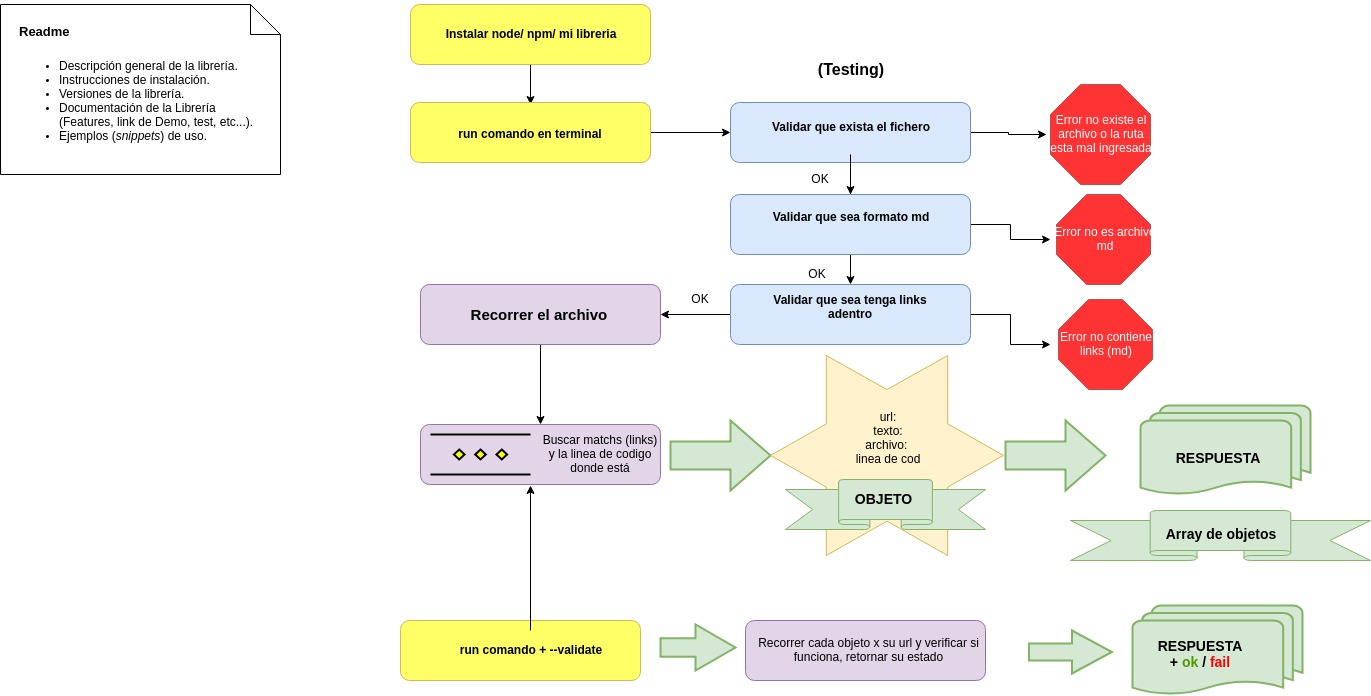 Readme
• Descripción general de la librería.
• Instrucciones de instalación.
• Versiones de la librería.
• Documentación de la Librería
(Features, link de Demo, test, etc...).
• Ejemplos (snippets) de uso.
Instalar node/ npm/ mi libreria
run comando en terminal
(Testing)
Validar que exista el fichero
Error no existe el
archivo o la ruta
esta mal ingresada
OK
Validar que sea formato md
Error no es archivo
md
OK
Validar que sea tenga links
adentro
Error no contiene
links (md)
OK
Recorrer el archivo
Buscar matchs (links)
y la linea de codigo
donde está
url:
texto:
archivo:
linea de cod
OBJETO
RESPUESTA
Array de objetos
run comando + --validate
Recorrer cada objeto x su url y verificar si
funciona, retornar su estado
RESPUESTA
+ ok / fail